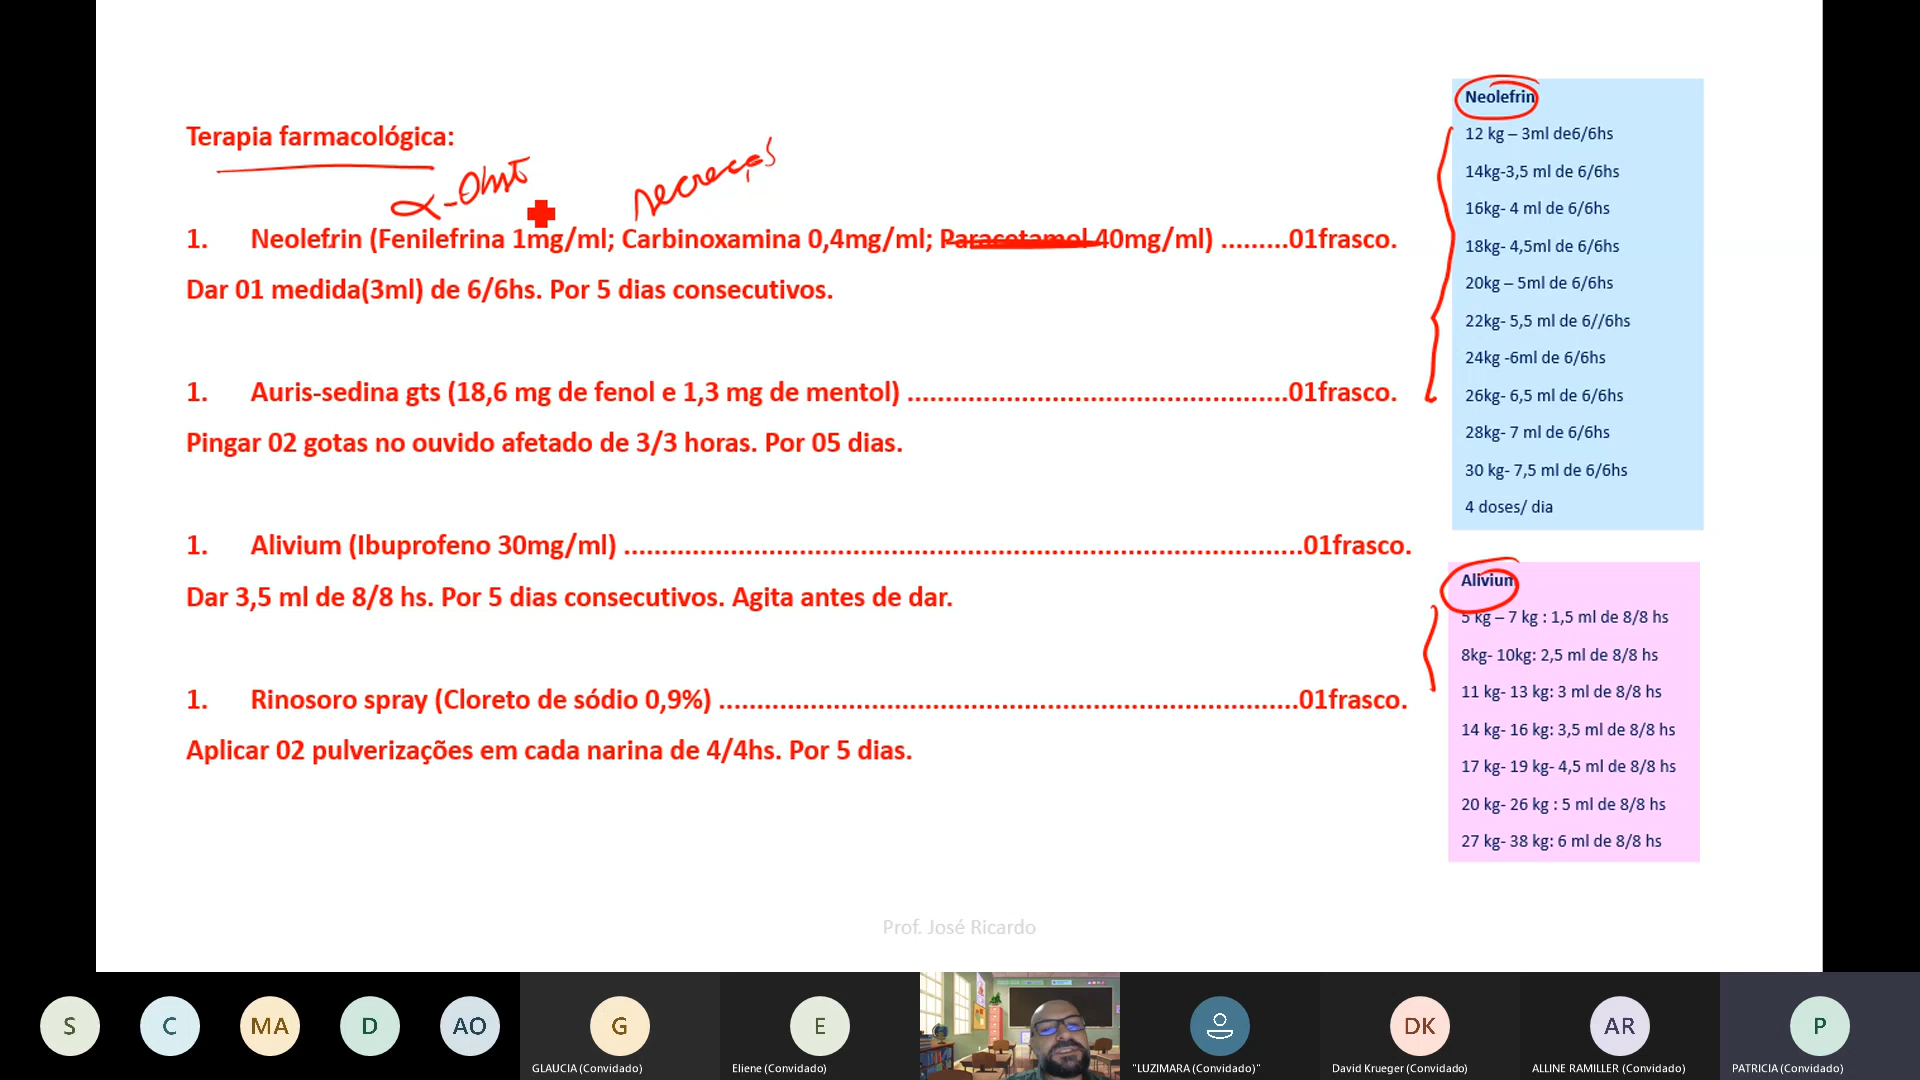 Terapia farmacológica:
α-Obst secreção
1. Neolefrin (Fenilefrina 1mg/ml; Carbinoxamina 0,4mg/ml; Paracetamol 40mg/ml) .........01frasco.
Dar 01 medida(3ml) de 6/6hs. Por 5 dias consecutivos.
1. Auris-sedina gts (18,6 mg de fenol e 1,3 mg de mentol) ..................................................01frasco.
Pingar 02 gotas no ouvido afetado de 3/3 horas. Por 05 dias.
1. Alivium (Ibuprofeno 30mg/ml) .........................................................................................01frasco.
Dar 3,5 ml de 8/8 hs. Por 5 dias consecutivos. Agita antes de dar.
1. Rinosoro spray (Cloreto de sódio 0,9%) ............................................................................01frasco.
Aplicar 02 pulverizações em cada narina de 4/4hs. Por 5 dias.
Neolefrin
12 kg – 3ml de6/6hs
14kg-3,5 ml de 6/6hs
16kg- 4 ml de 6/6hs
18kg- 4,5ml de 6/6hs
20kg – 5ml de 6/6hs
22kg- 5,5 ml de 6//6hs
24kg -6ml de 6/6hs
26kg- 6,5 ml de 6/6hs
28kg- 7 ml de 6/6hs
30 kg- 7,5 ml de 6/6hs
4 doses/ dia
Alivium
5 kg – 7 kg : 1,5 ml de 8/8 hs
8kg- 10kg: 2,5 ml de 8/8 hs
11 kg- 13 kg: 3 ml de 8/8 hs
14 kg- 16 kg: 3,5 ml de 8/8 hs
17 kg- 19 kg- 4,5 ml de 8/8 hs
20 kg- 26 kg : 5 ml de 8/8 hs
27 kg- 38 kg: 6 ml de 8/8 hs
Prof. José Ricardo
S C MA D AO G E DK AR P
GLAUCIA (Convidado) Eliene (Convidado) "LUZIMARA (Convidado)" David Krueger (Convidado) ALLINE RAMILLER (Convidado) PATRICIA (Convidado)